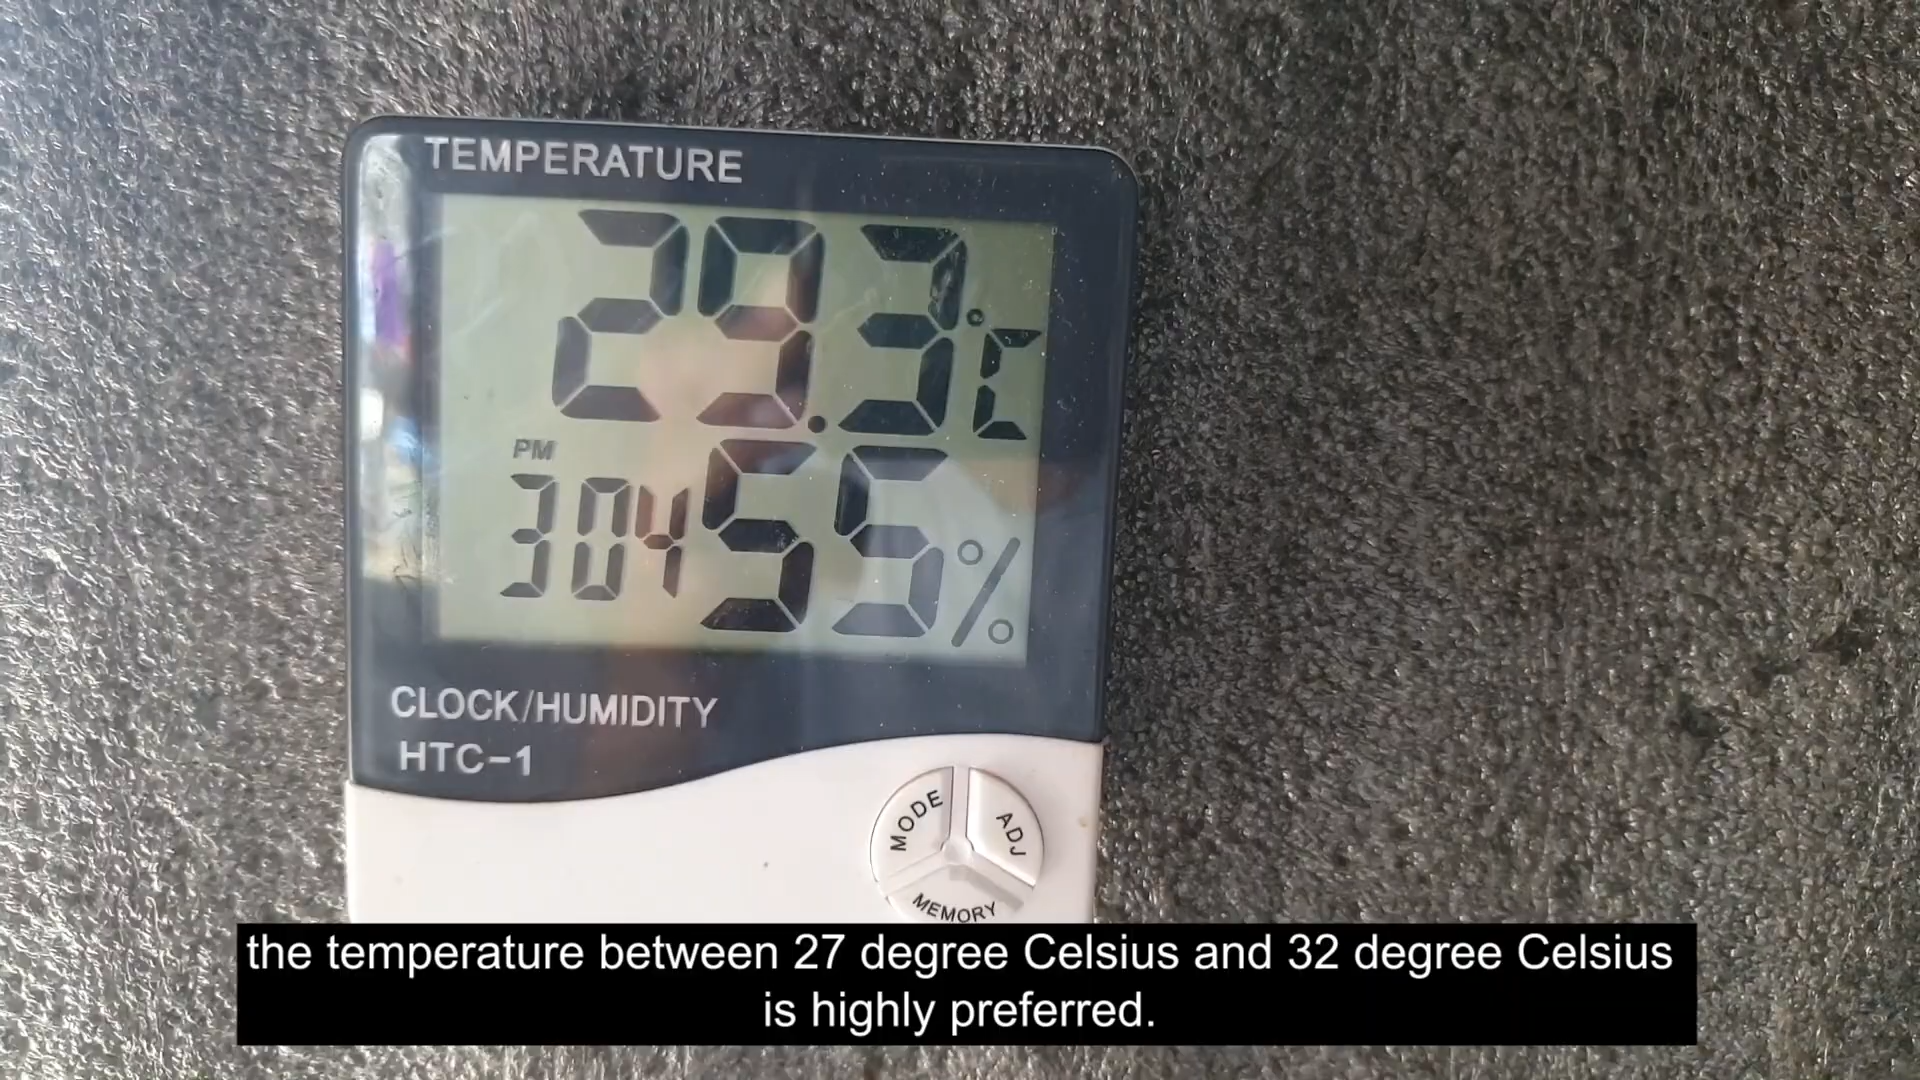 TEMPERATURE
29.3°C
PM
304 55%
CLOCK/HUMIDITY
HTC-1
MODE
ADJ
MEMORY
the temperature between 27 degree Celsius and 32 degree Celsius
is highly preferred.